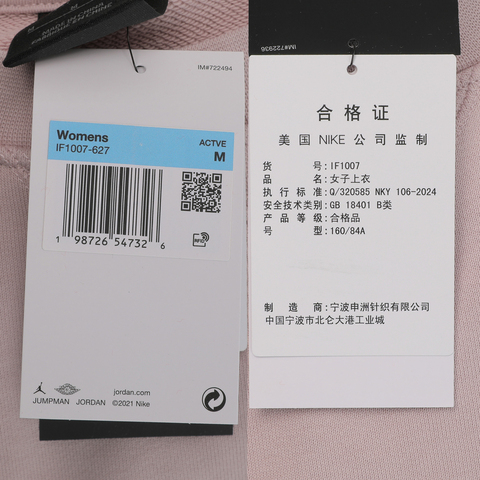 M
MADE IN CHINA
IM#722494
Womens
IF1007-627
ACTVE
M
1 98726 54732 6
RFID
jordan.com
JUMPMAN JORDAN ©2021 Nike
IM#722936
合格证
美国 NIKE 公司监制
货号:IF1007
品名:女子上衣
执行标准:Q/320585 NKY 106-2024
安全技术类别:GB 18401 B类
产品等级:合格品
号型:160/84A
制造商:宁波申洲针织有限公司
中国宁波市北仑大港工业城